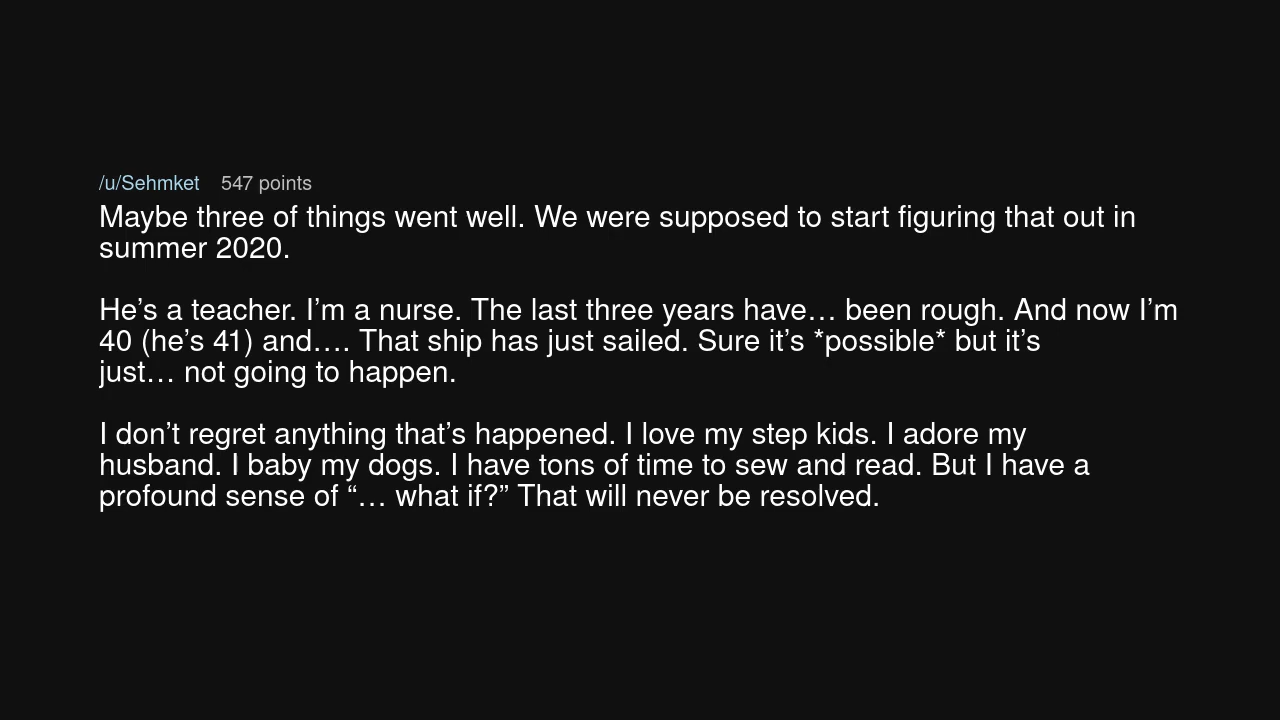 /u/Sehmket 547 points
Maybe three of things went well. We were supposed to start figuring that out in
summer 2020.
He’s a teacher. I’m a nurse. The last three years have… been rough. And now I’m
40 (he’s 41) and…. That ship has just sailed. Sure it’s *possible* but it’s
just… not going to happen.
I don’t regret anything that’s happened. I love my step kids. I adore my
husband. I baby my dogs. I have tons of time to sew and read. But I have a
profound sense of “… what if?” That will never be resolved.